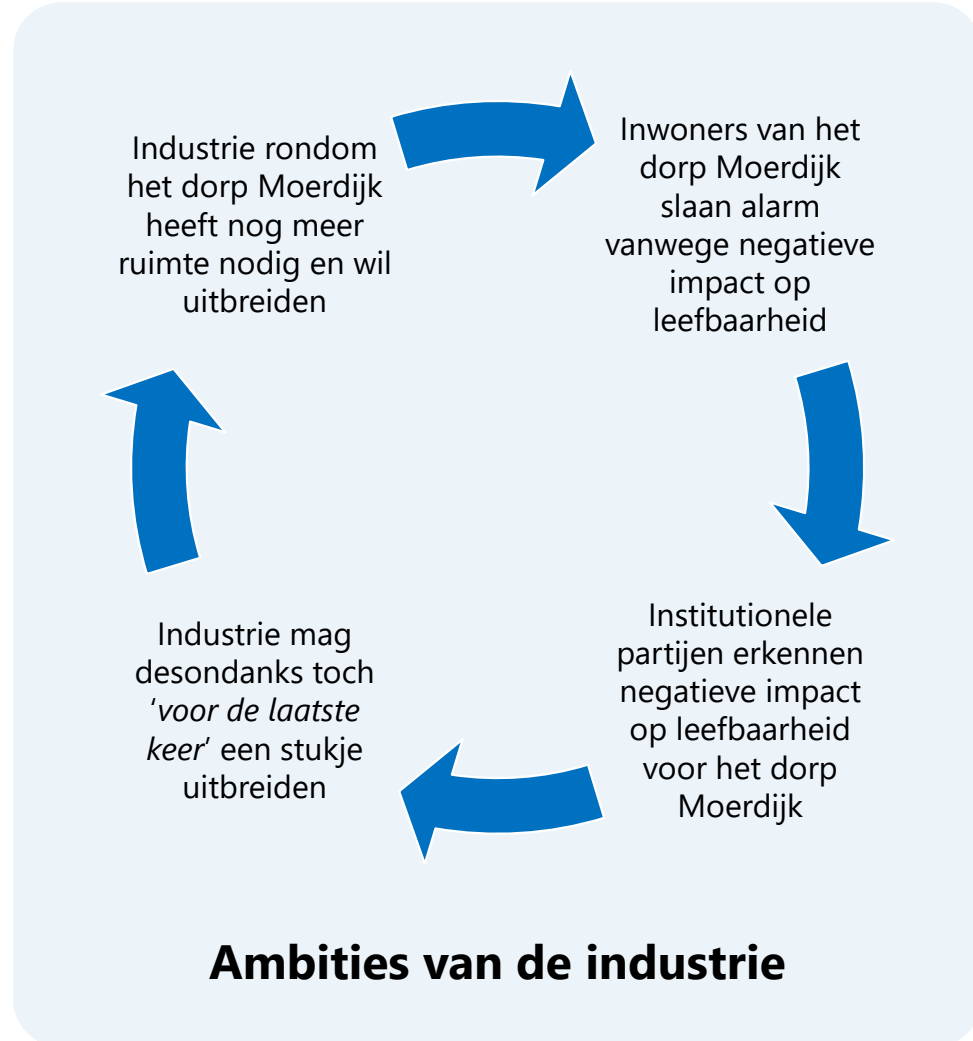 Industrie rondom
het dorp Moerdijk
heeft nog meer
ruimte nodig en wil
uitbreiden
Inwoners van het
dorp Moerdijk
slaan alarm
vanwege negatieve
impact op
leefbaarheid
Institutionele
partijen erkennen
negatieve impact
op leefbaarheid
voor het dorp
Moerdijk
Industrie mag
desondanks toch
'voor de laatste
keer' een stukje
uitbreiden
Ambities van de industrie